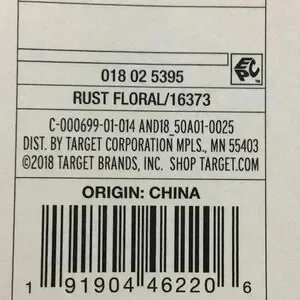 018 02 5395
EPC™
RUST FLORAL/16373
C-000699-01-014 AND18_50A01-0025
DIST. BY TARGET CORPORATION MPLS., MN 55403
©2018 TARGET BRANDS, INC. SHOP TARGET.COM
ORIGIN: CHINA
1 91904 46220 6